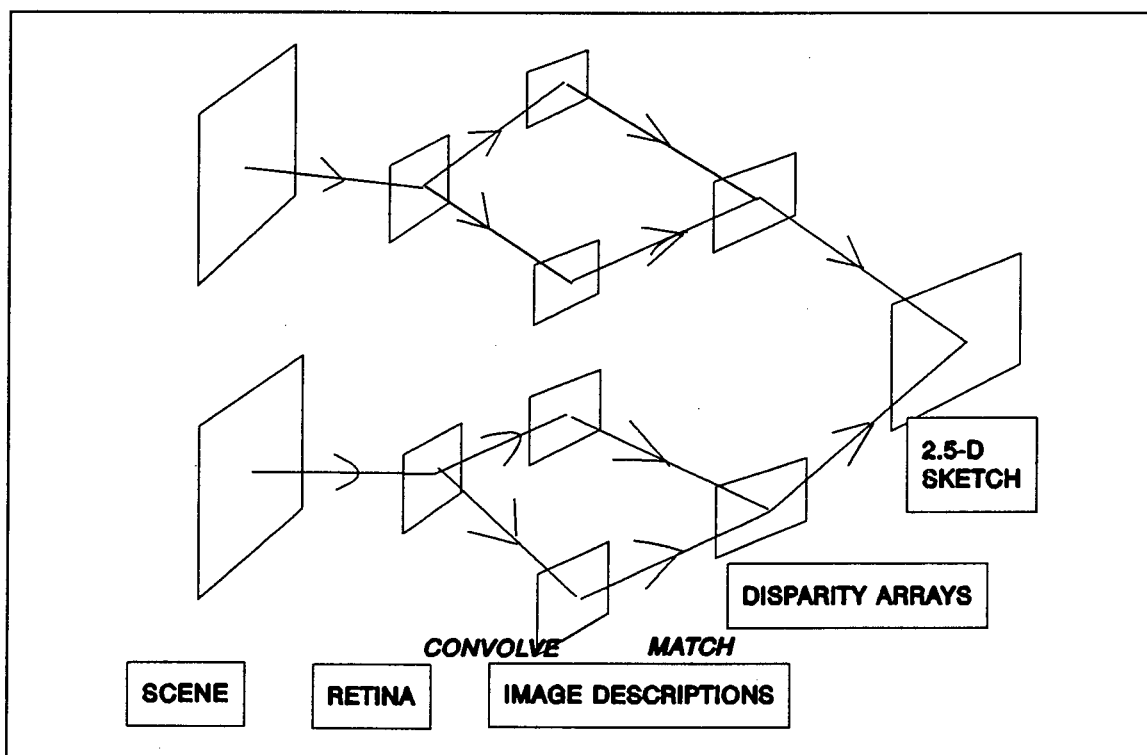 2.5-D
SKETCH
DISPARITY ARRAYS
CONVOLVE MATCH
SCENE
RETINA
IMAGE DESCRIPTIONS